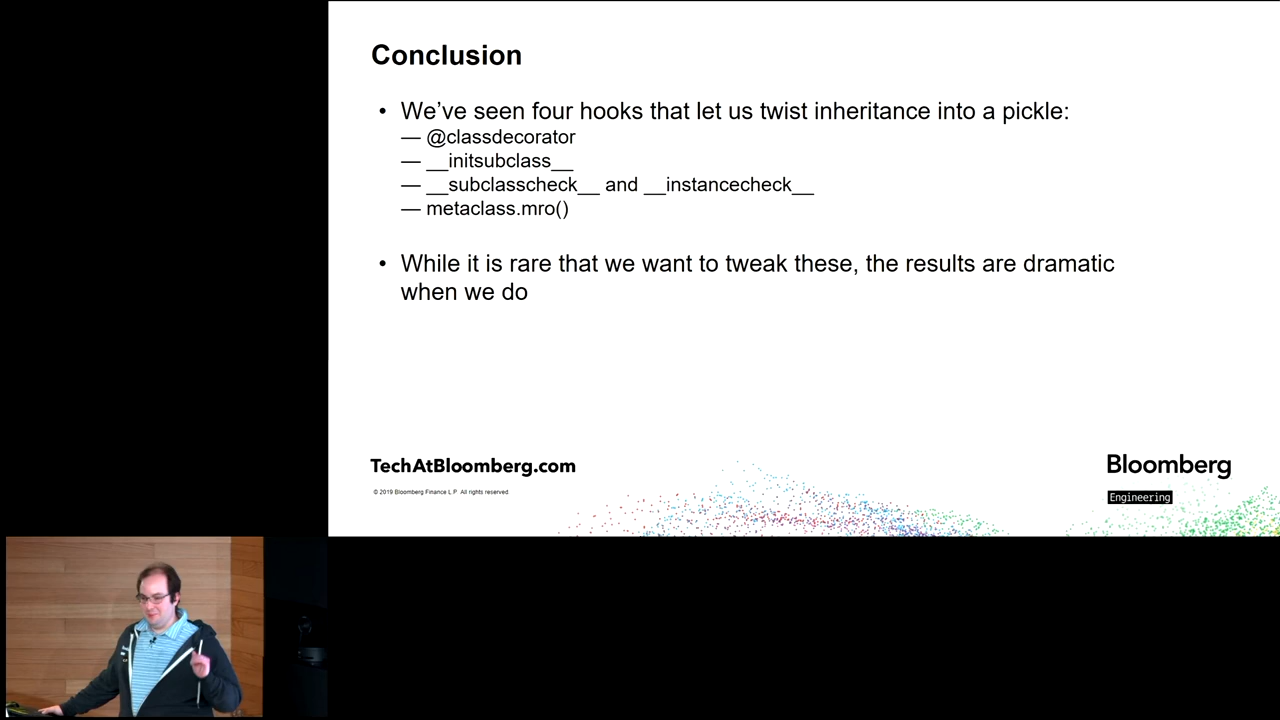 Conclusion
• We’ve seen four hooks that let us twist inheritance into a pickle:
— @classdecorator
— __initsubclass__
— __subclasscheck__ and __instancecheck__
— metaclass.mro()
• While it is rare that we want to tweak these, the results are dramatic
when we do
TechAtBloomberg.com
© 2019 Bloomberg Finance L.P. All rights reserved
Bloomberg
Engineering